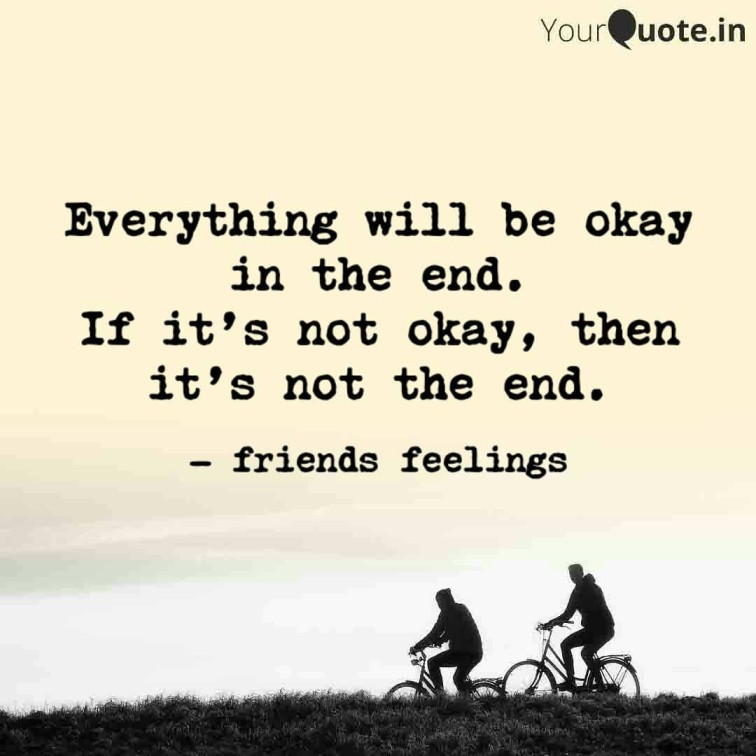 YourQuote.in
Everything will be okay
in the end.
If it's not okay, then
it's not the end.
– friends feelings